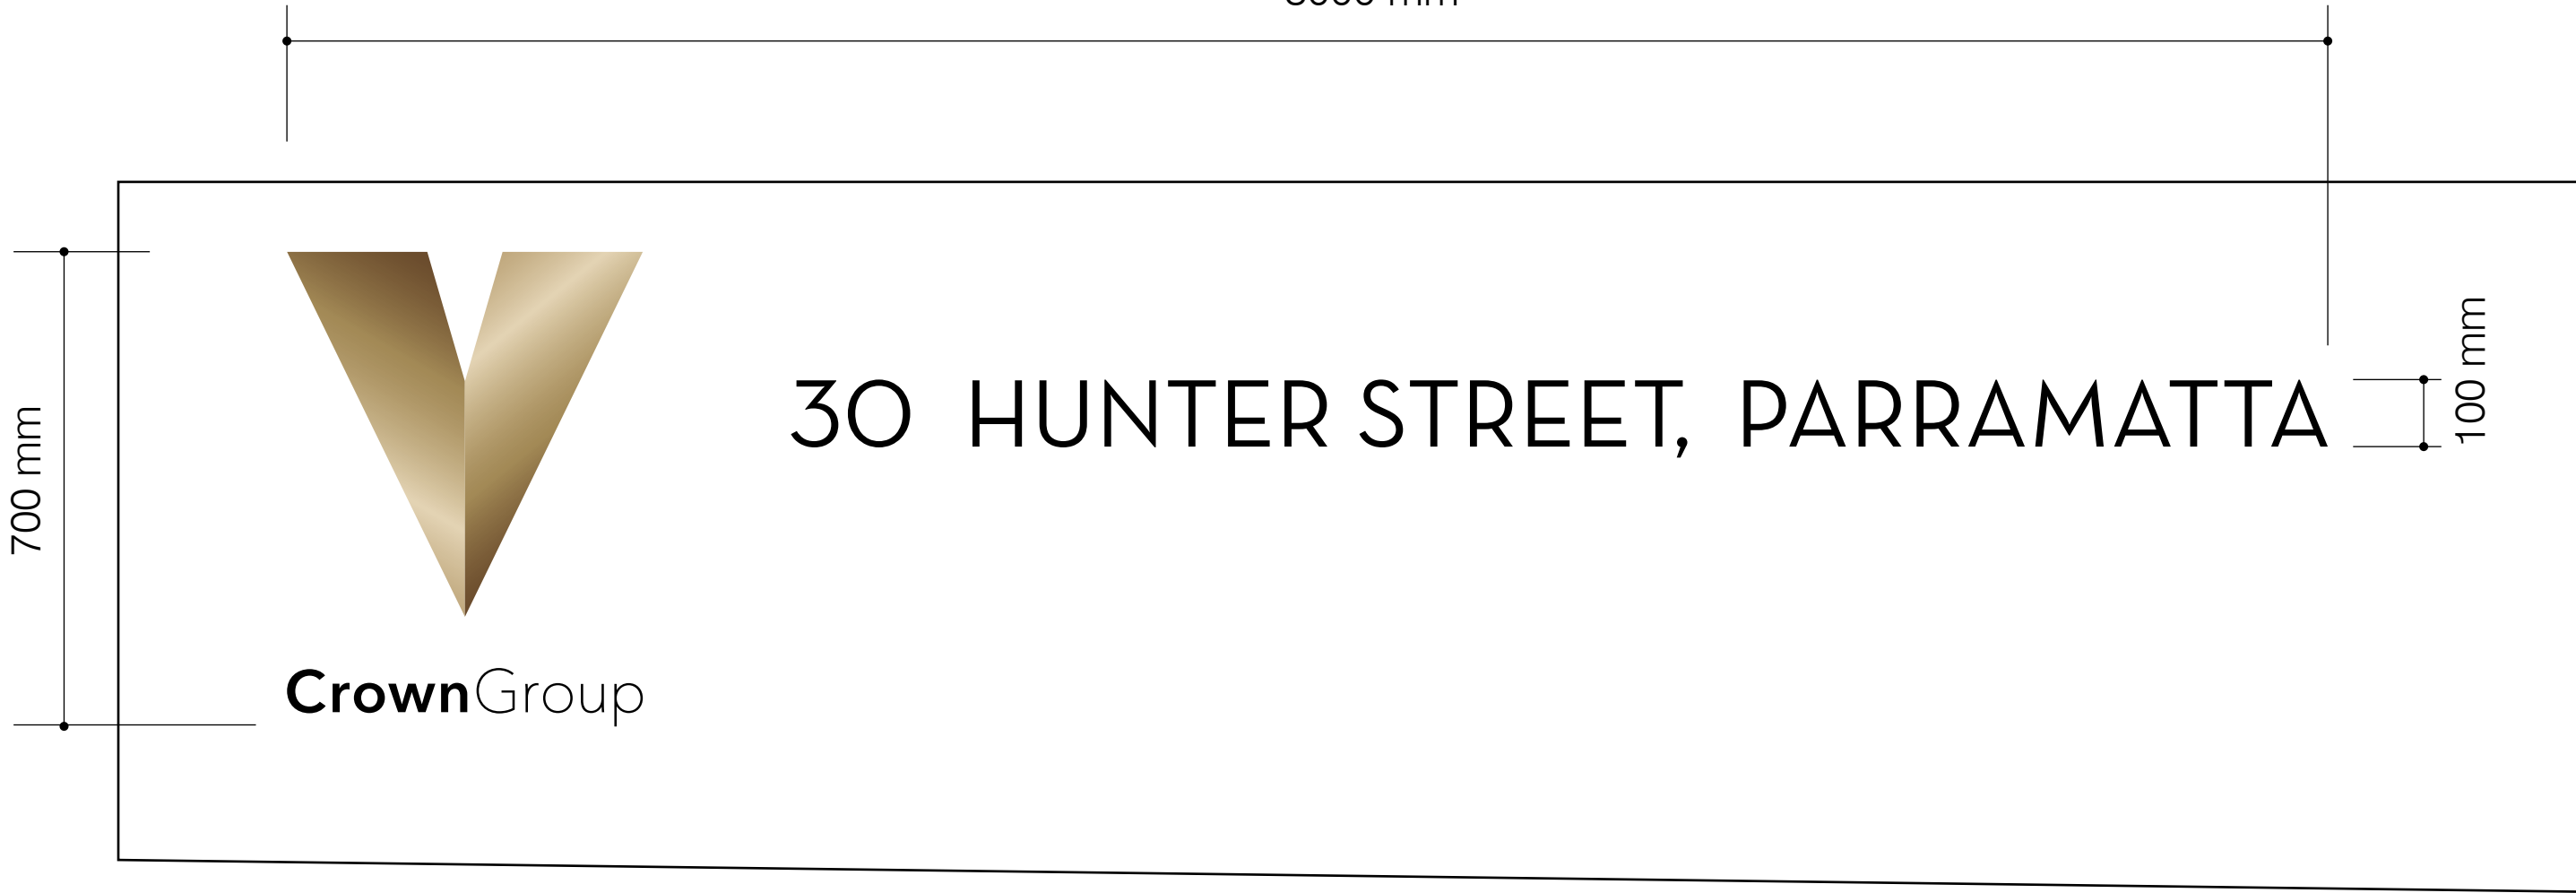 30 HUNTER STREET, PARRAMATTA
100 mm
700 mm
CrownGroup